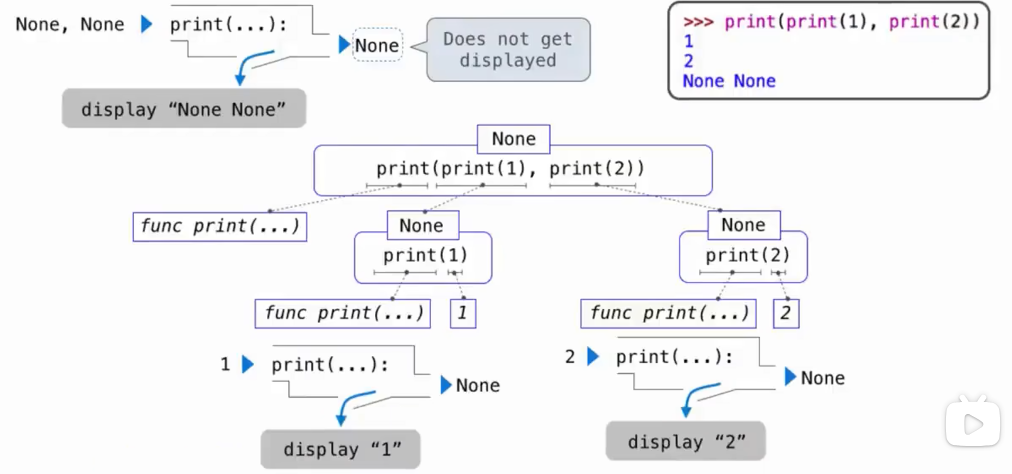 None, None
print(...):
None
Does not get
displayed
display “None None”
>>> print(print(1), print(2))
1
2
None None
None
print(print(1), print(2))
func print(...)
None
print(1)
func print(...)
1
None
print(2)
func print(...)
2
1
print(...):
None
display “1”
2
print(...):
None
display “2”